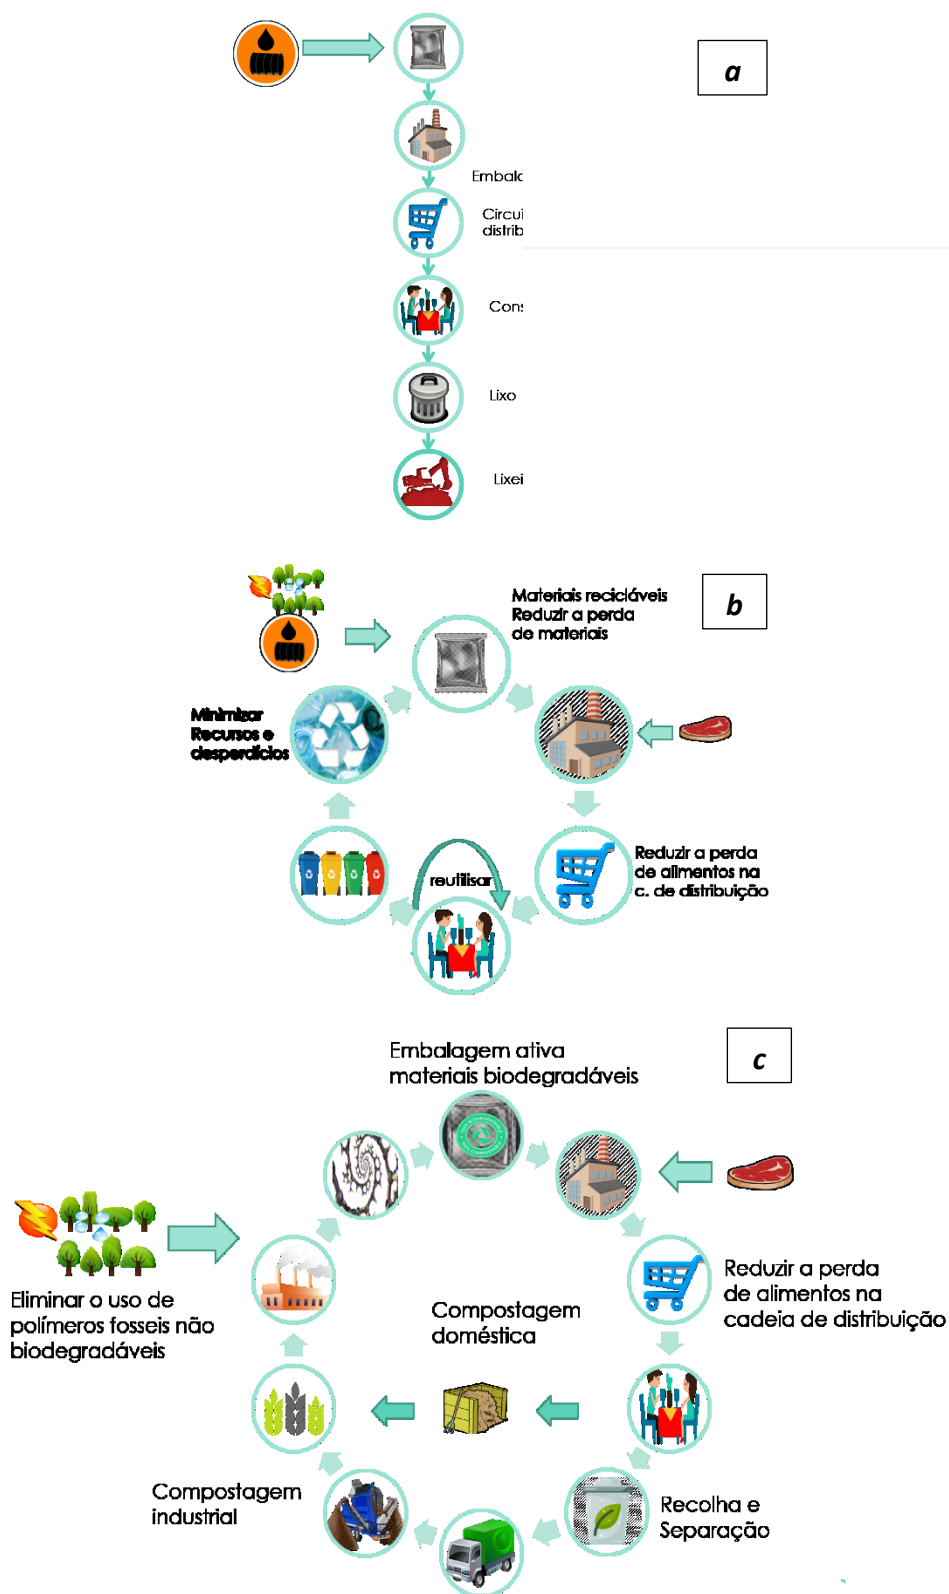 a
Embala
Circui
distrib
Cons
Lixo
Lixei
b
Materiais recicláveis
Reduzir a perda
de materiais
Minimizar
Recursos e
desperdícios
reutilisar
Reduzir a perda
de alimentos na
c. de distribuição
c
Embalagem ativa
materiais biodegradáveis
Eliminar o uso de
polímeros fosseis não
biodegradáveis
Compostagem
doméstica
Reduzir a perda
de alimentos na
cadeia de distribuição
Compostagem
industrial
Recolha e
Separação